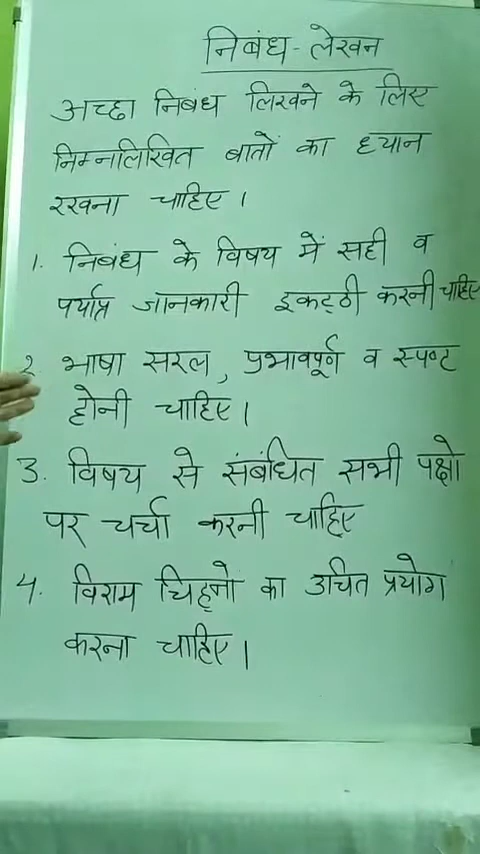 निबंध - लेखन
अच्छा निबंध लिखने के लिए
निम्नलिखित बातों का ध्यान
रखना चाहिए ।
1. निबंध के विषय में सही व
पर्याप्त जानकारी इकट्ठी करनी चाहिए
2. भाषा सरल, प्रभावपूर्ण व स्पष्ट
होनी चाहिए ।
3. विषय से संबंधित सभी पक्षो
पर चर्चा करनी चाहिए
4. विराम चिह्नो का उचित प्रयोग
करना चाहिए ।